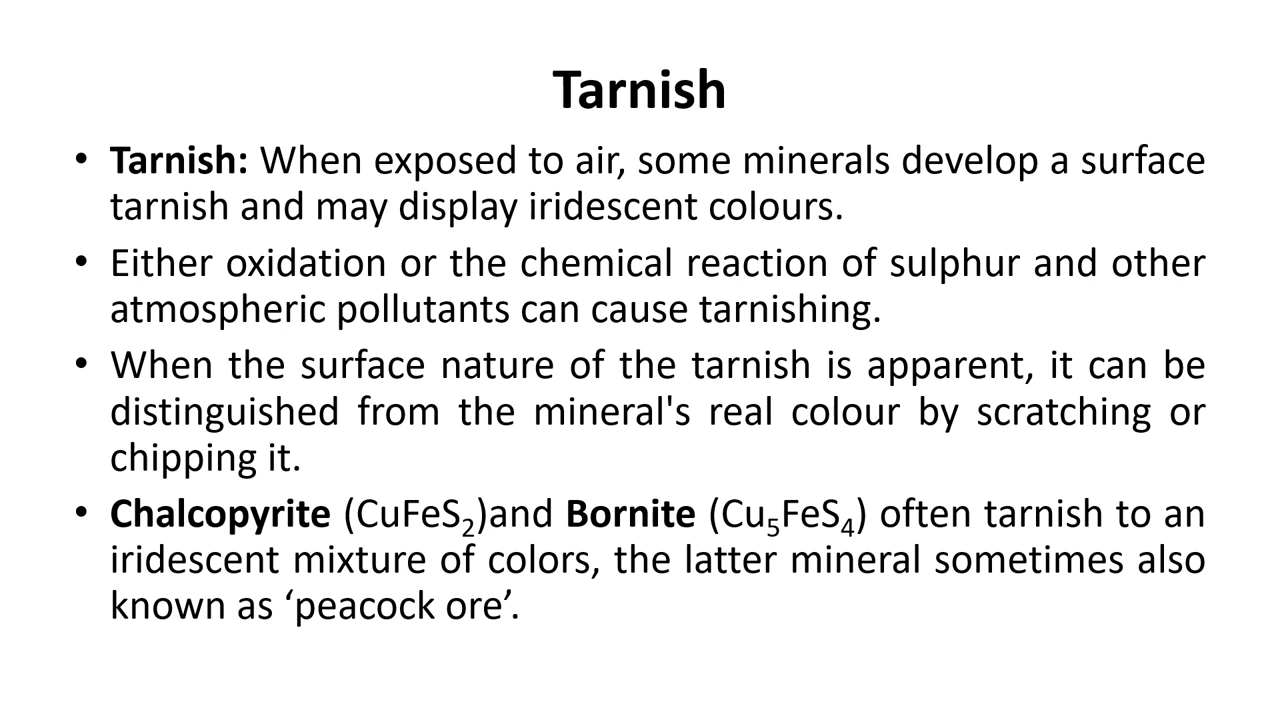 Tarnish
• Tarnish: When exposed to air, some minerals develop a surface
tarnish and may display iridescent colours.
• Either oxidation or the chemical reaction of sulphur and other
atmospheric pollutants can cause tarnishing.
• When the surface nature of the tarnish is apparent, it can be
distinguished from the mineral's real colour by scratching or
chipping it.
• Chalcopyrite (CuFeS₂)and Bornite (Cu₅FeS₄) often tarnish to an
iridescent mixture of colors, the latter mineral sometimes also
known as ‘peacock ore’.